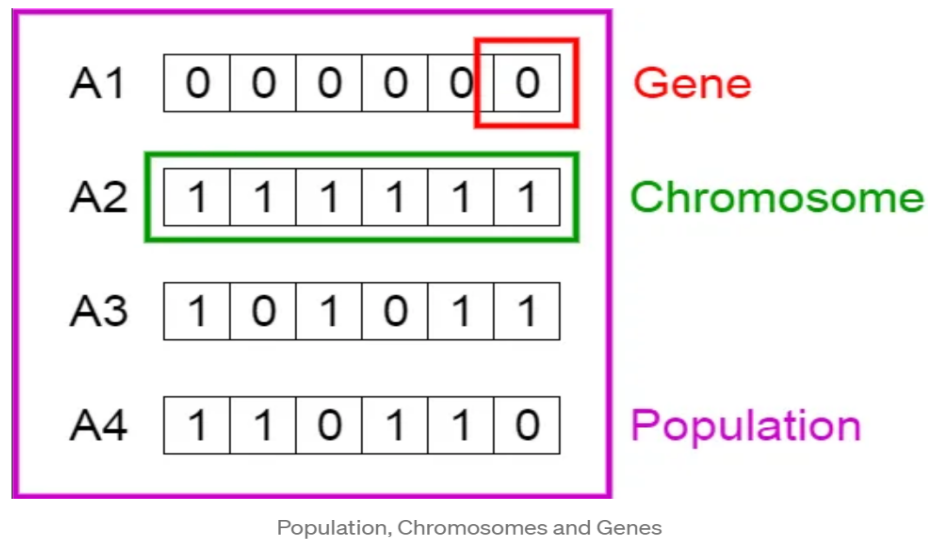 A1 0 0 0 0 0 0 Gene
A2 1 1 1 1 1 1 Chromosome
A3 1 0 1 0 1 1
A4 1 1 0 1 1 0 Population
Population, Chromosomes and Genes